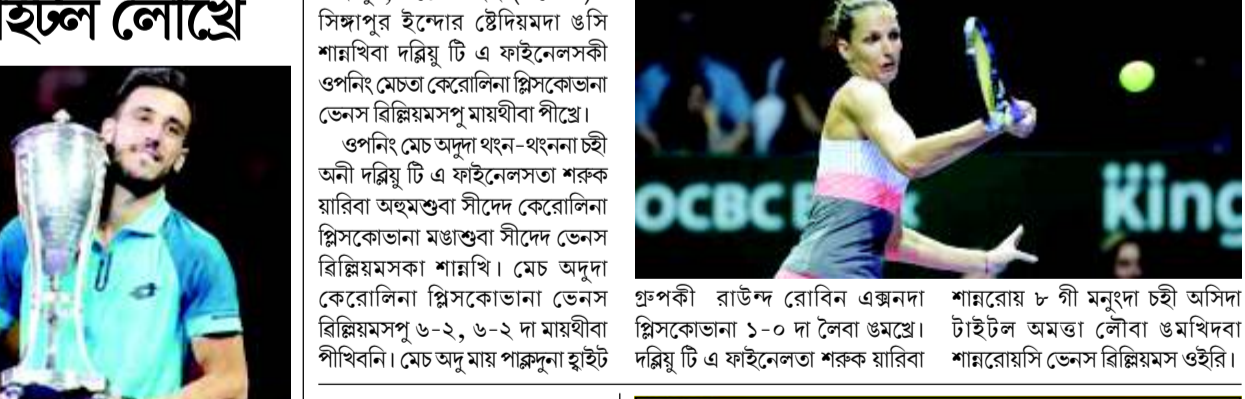 হিটল লোখ্রে
সিঙ্গাপুর ইন্দোর ষ্টেদিয়মদা ঙসি
শান্নখিবা দব্লিয়ু টি এ ফাইনেলসকী
ওপনিং মেচতা কেরোলিনা প্লিসকোভানা
ভেনস ৱিল্লিয়মসপু মায়থীবা পীখ্রে।
ওপনিং মেচ অদুদা থংন-থংননা চহী
অনী দব্লিয়ু টি এ ফাইনেলসতা শরুক
য়ারিবা অহুমশুবা সীদেদ কেরোলিনা
প্লিসকোভানা মঙাশুবা সীদেদ ভেনস
ৱিল্লিয়মসকা শান্নখি। মেচ অদুদা
কেরোলিনা প্লিসকোভানা ভেনস
ৱিল্লিয়মসপু ৬-২, ৬-২ দা মায়থীবা
পীখিবনি। মেচ অদু মায় পাক্লদুনা হ্বাইট
গ্রুপকী রাউন্দ রোবিন এক্সনদা
প্লিসকোভানা ১-০ দা লৈবা ঙমখ্রে।
দব্লিয়ু টি এ ফাইনেলতা শরুক য়ারিবা
শান্নরোয় ৮ গী মনুংদা চহী অসিদা
টাইটল অমত্তা লৌবা ঙমখিদবা
শান্নরোয়সি ভেনস ৱিল্লিয়মস ওইরি।
OCBC
King